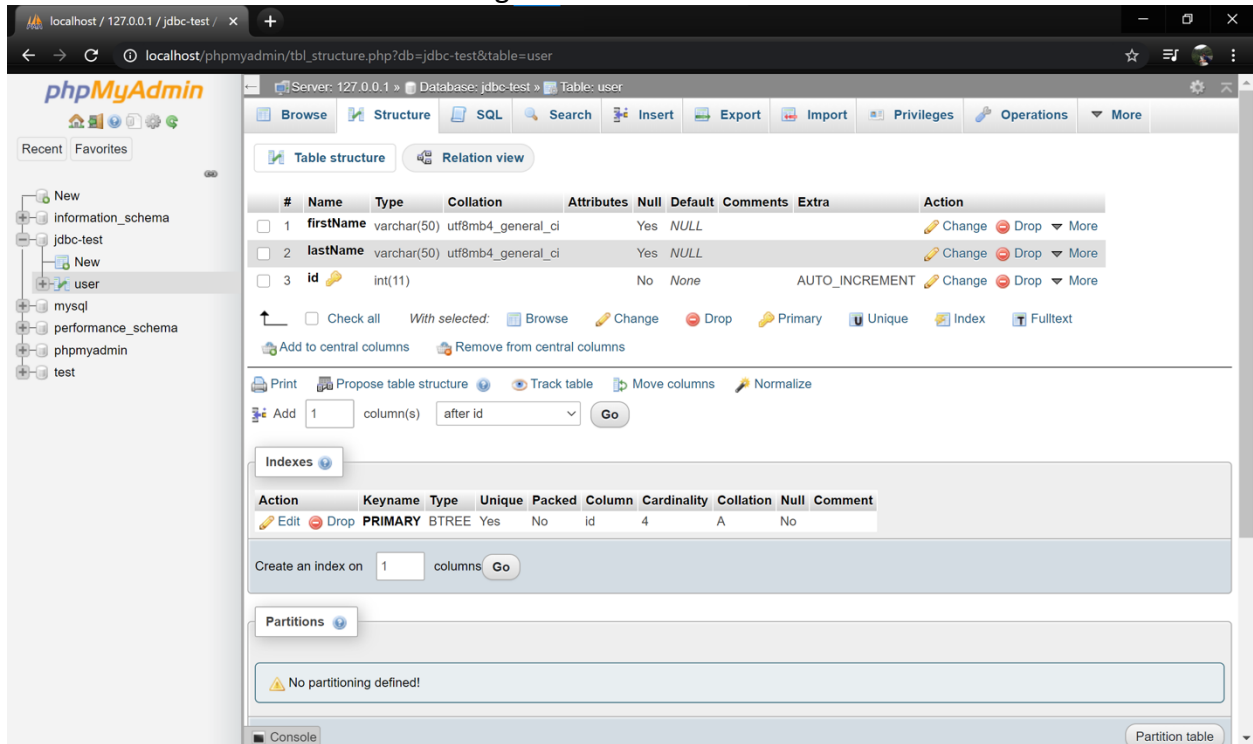 localhost / 127.0.0.1 / jdbc-test /
localhost/phpmyadmin/tbl_structure.php?db=jdbc-test&table=user
phpMyAdmin
Recent Favorites
New
information_schema
jdbc-test
New
user
mysql
performance_schema
phpmyadmin
test
Server: 127.0.0.1 » Database: jdbc-test » Table: user
Browse Structure SQL Search Insert Export Import Privileges Operations More
Table structure Relation view
# Name Type Collation Attributes Null Default Comments Extra Action
1 firstName varchar(50) utf8mb4_general_ci Yes NULL Change Drop More
2 lastName varchar(50) utf8mb4_general_ci Yes NULL Change Drop More
3 id int(11) No None AUTO_INCREMENT Change Drop More
Check all With selected: Browse Change Drop Primary Unique Index Fulltext
Add to central columns Remove from central columns
Print Propose table structure Track table Move columns Normalize
Add 1 column(s) after id Go
Indexes
Action Keyname Type Unique Packed Column Cardinality Collation Null Comment
Edit Drop PRIMARY BTREE Yes No id 4 A No
Create an index on 1 columns Go
Partitions
No partitioning defined!
Console Partition table